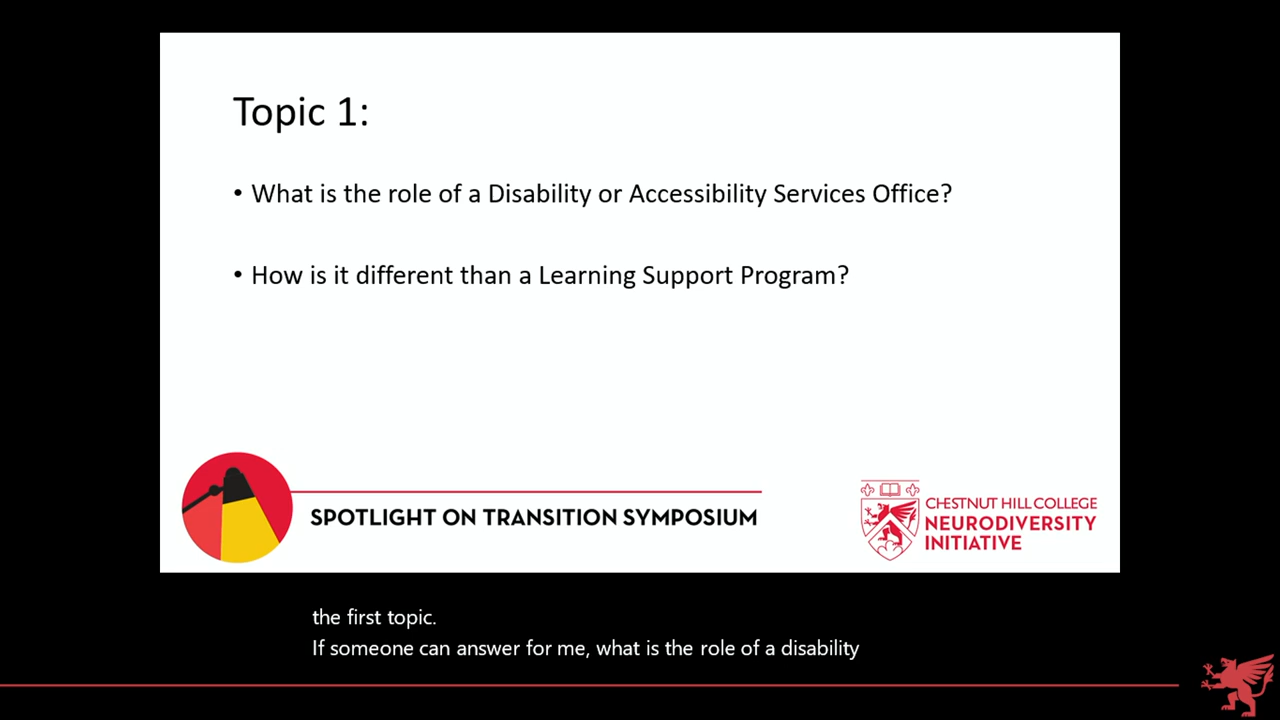 Topic 1:
• What is the role of a Disability or Accessibility Services Office?
• How is it different than a Learning Support Program?
SPOTLIGHT ON TRANSITION SYMPOSIUM
CHESTNUT HILL COLLEGE
NEURODIVERSITY
INITIATIVE
the first topic.
If someone can answer for me, what is the role of a disability